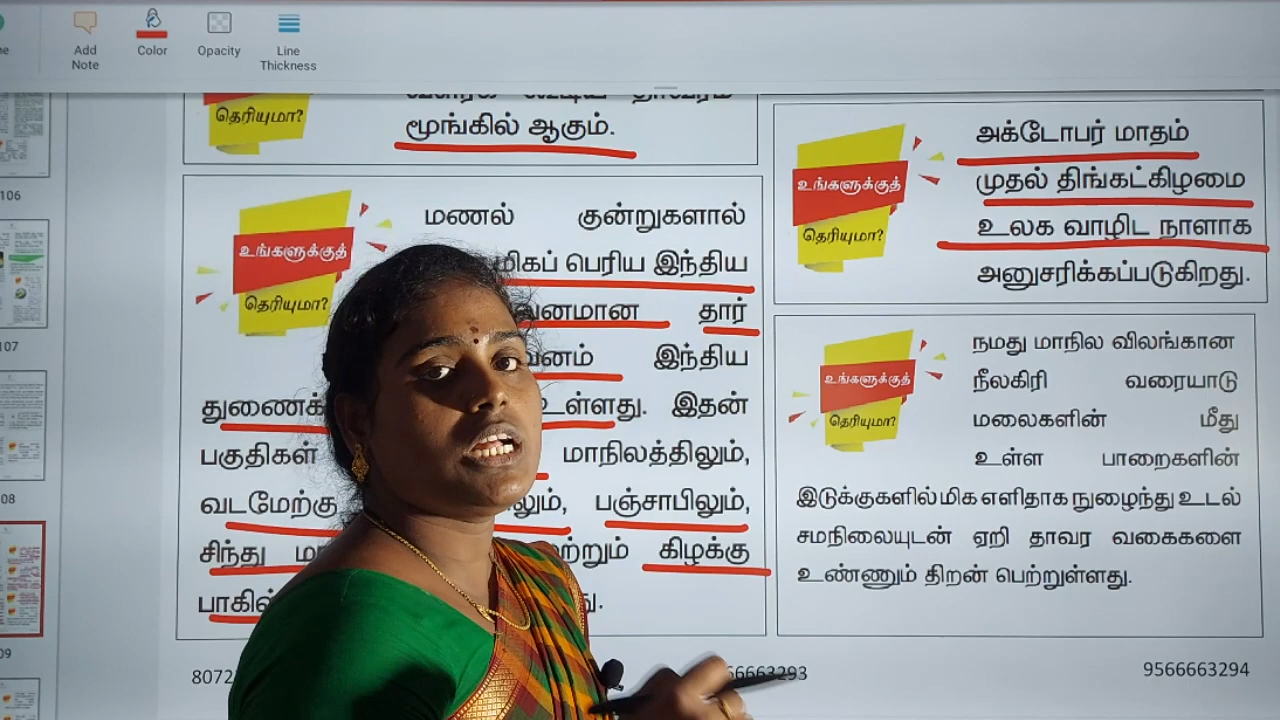 Add
Note
Color
Opacity
Line
Thickness
தெரியுமா?
மூங்கில் ஆகும்.
உங்களுக்குத்
தெரியுமா?
மணல் குன்றுகளால்
மிகப் பெரிய இந்திய
தார்
இந்திய
உள்ளது. இதன்
பகுதிகள் மாநிலத்திலும்,
வடமேற்கு பஞ்சாபிலும்,
சிந்து கிழக்கு
உங்களுக்குத்
தெரியுமா?
அக்டோபர் மாதம்
முதல் திங்கட்கிழமை
உலக வாழிட நாளாக
அனுசரிக்கப்படுகிறது.
உங்களுக்குத்
தெரியுமா?
நமது மாநில விலங்கான
நீலகிரி வரையாடு
மலைகளின் மீது
உள்ள பாறைகளின்
இடுக்குகளில் மிக எளிதாக நுழைந்து உடல்
சமநிலையுடன் ஏறி தாவர வகைகளை
உண்ணும் திறன் பெற்றுள்ளது.
8072
9566663294
106
107